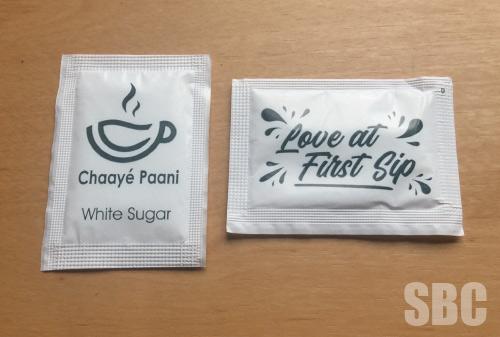 Chaayé Paani
White Sugar
Love at
First Sip
SBC